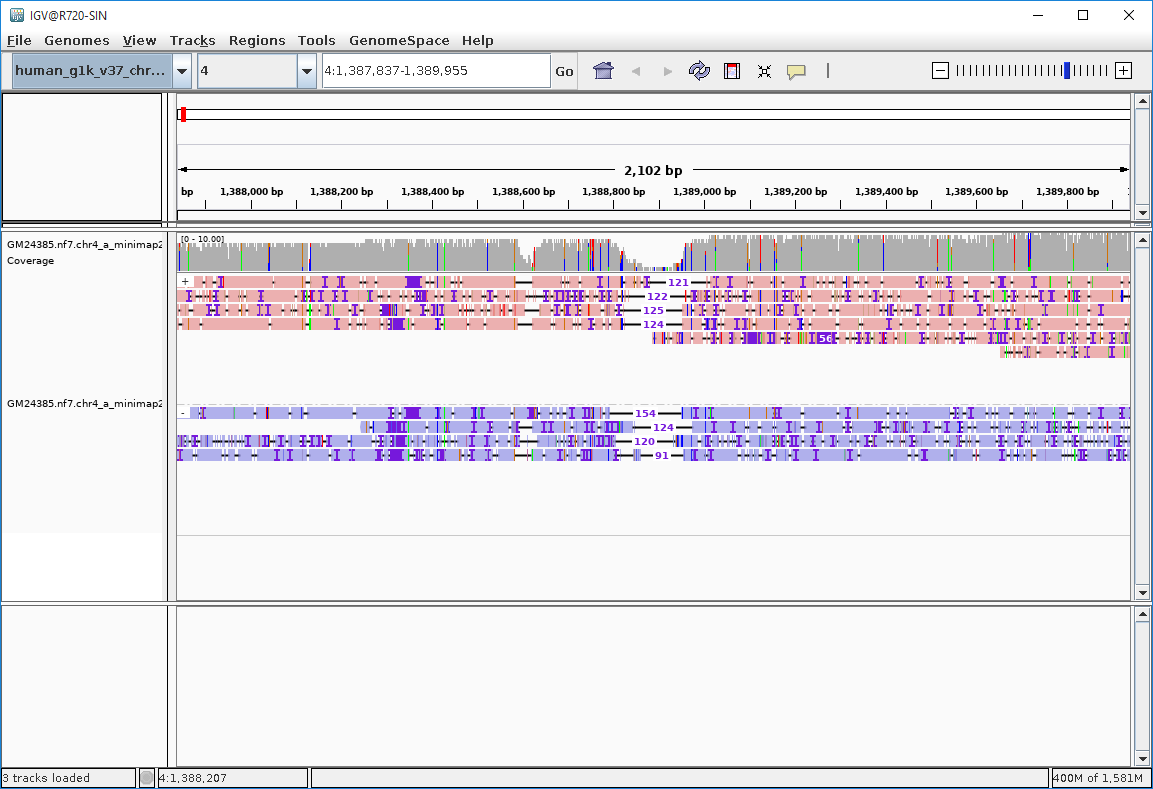 IGV@R720-SIN
File Genomes View Tracks Regions Tools GenomeSpace Help
human_g1k_v37_chr... 4 4:1,387,837-1,389,955 Go
2,102 bp
bp 1,388,000 bp 1,388,200 bp 1,388,400 bp 1,388,600 bp 1,388,800 bp 1,389,000 bp 1,389,200 bp 1,389,400 bp 1,389,600 bp 1,389,800 bp
GM24385.nf7.chr4_a_minimap2 [0 - 10.00]
Coverage
+ 121
122
125
124
56
GM24385.nf7.chr4_a_minimap2
- 154
124
120
91
3 tracks loaded 4:1,388,207 400M of 1,581M